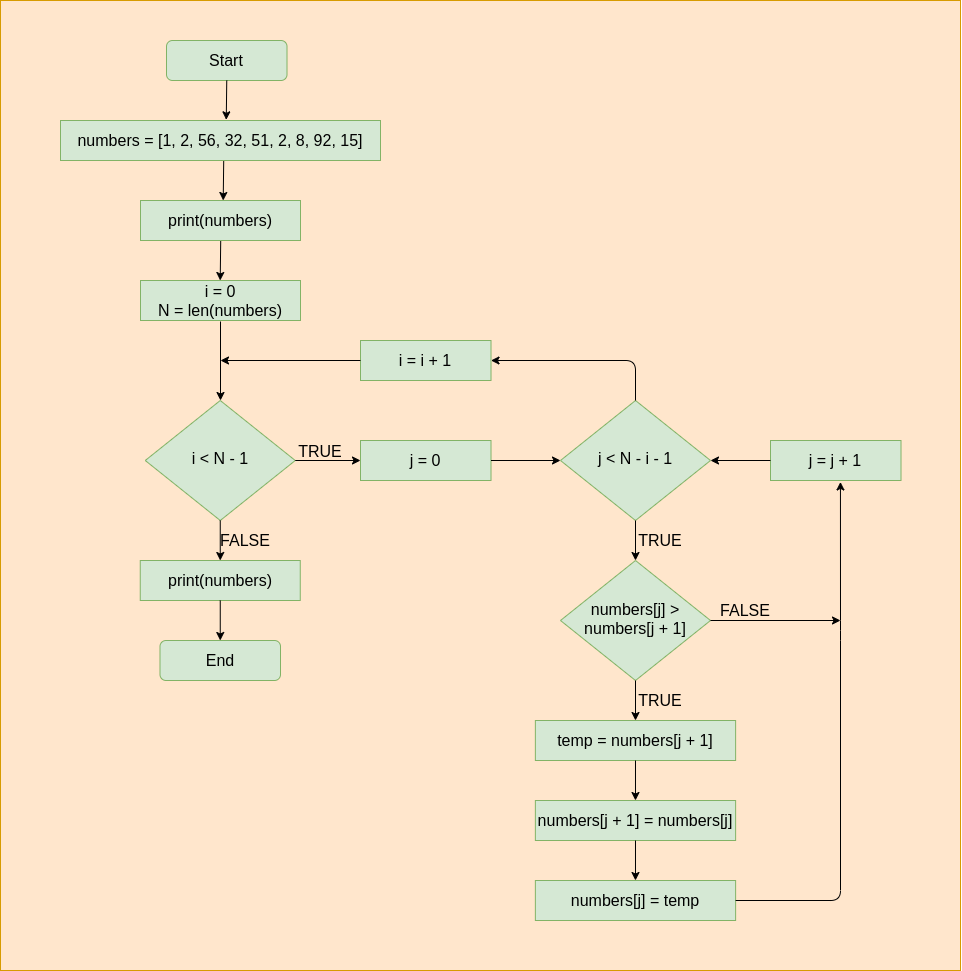 Start
numbers = [1, 2, 56, 32, 51, 2, 8, 92, 15]
print(numbers)
i = 0
N = len(numbers)
i = i + 1
i < N - 1
TRUE
j = 0
j < N - i - 1
j = j + 1
FALSE
TRUE
print(numbers)
numbers[j] >
numbers[j + 1]
FALSE
End
TRUE
temp = numbers[j + 1]
numbers[j + 1] = numbers[j]
numbers[j] = temp